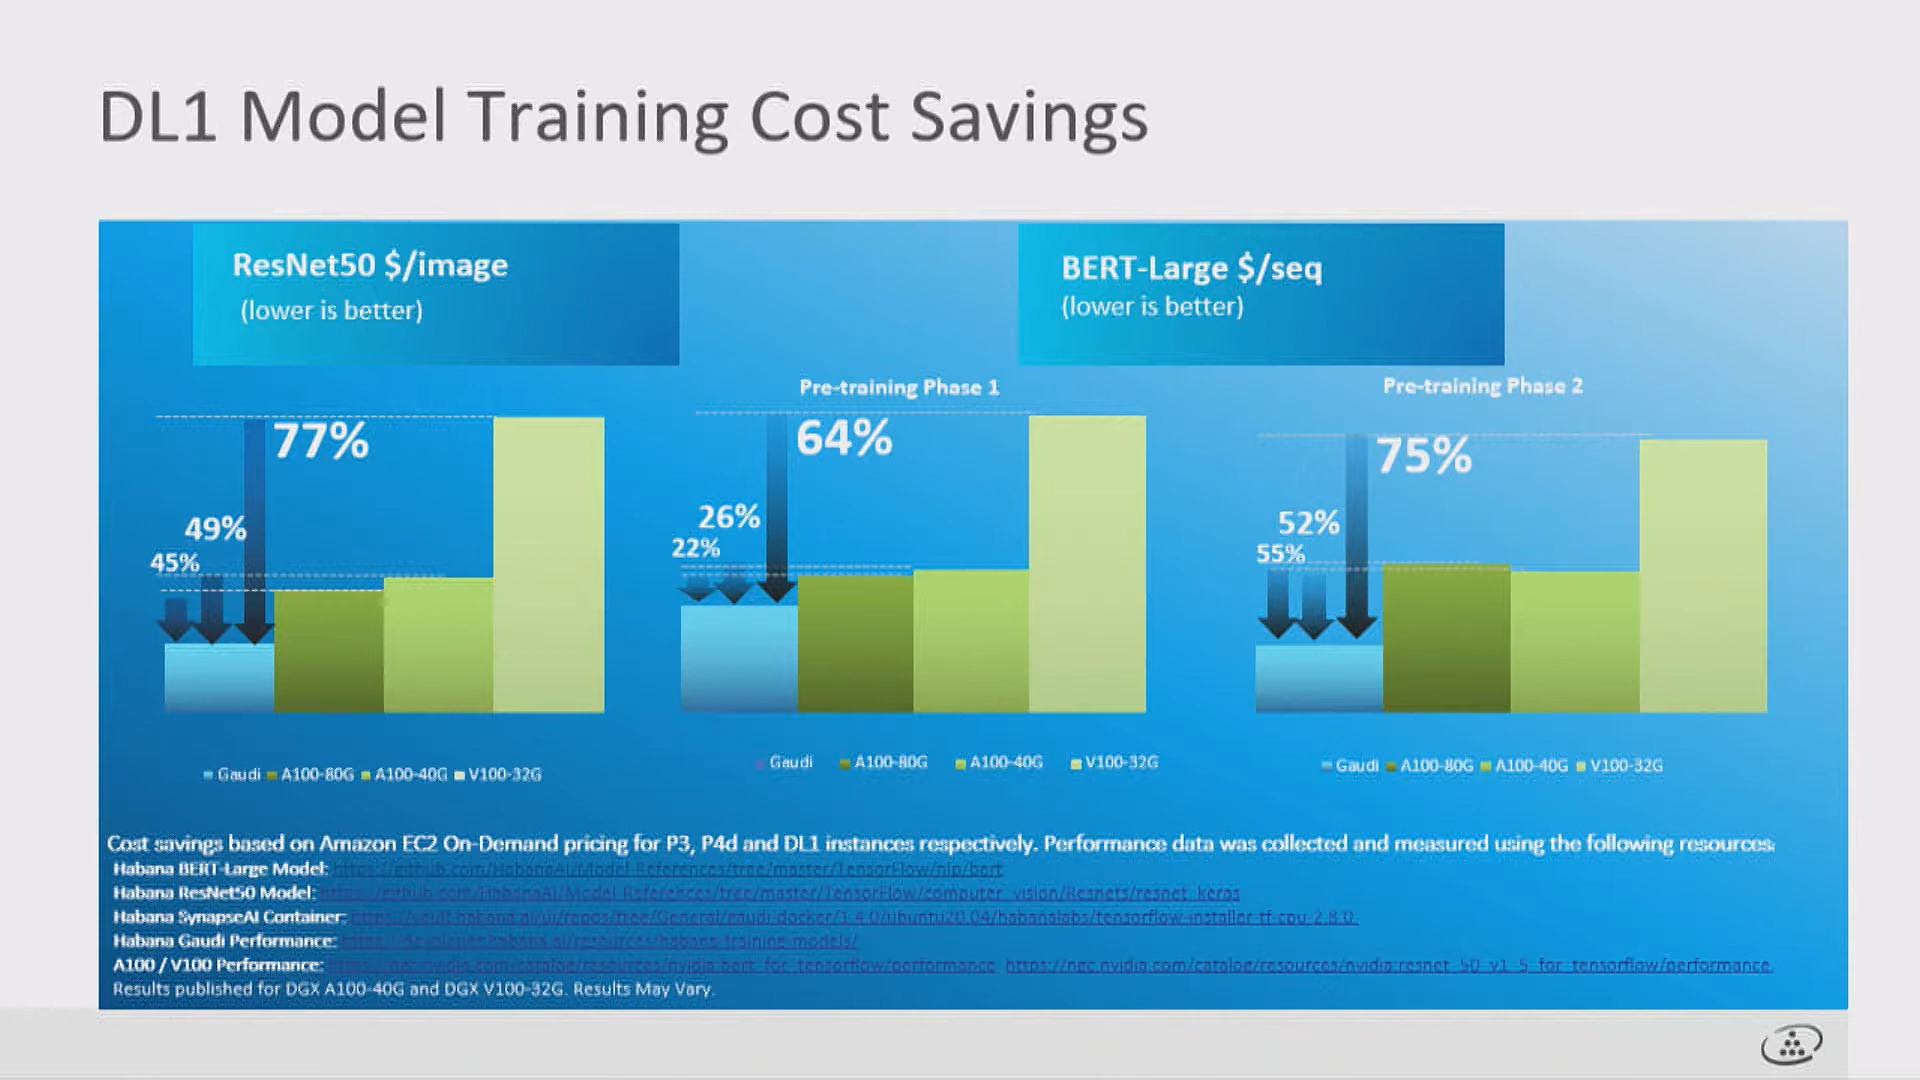 DL1 Model Training Cost Savings
ResNet50 $/image
(lower is better)
BERT-Large $/seq
(lower is better)
Pre-training Phase 1
Pre-training Phase 2
77%
49%
45%
64%
26%
22%
75%
52%
55%
Gaudi A100-80G A100-40G V100-32G
Gaudi A100-80G A100-40G V100-32G
Gaudi A100-80G A100-40G V100-32G
Cost savings based on Amazon EC2 On-Demand pricing for P3, P4d and DL1 instances respectively. Performance data was collected and measured using the following resources.
Habana BERT-Large Model: https://github.com/HabanaAI/Model-References/tree/master/TensorFlow/nlp/bert
Habana ResNet50 Model: https://github.com/HabanaAI/Model-References/tree/master/TensorFlow/computer_vision/Resnets/resnet_keras
Habana SynapseAI Container: https://vault.habana.ai/ui/repos/tree/General/gaudi-docker/1.4.0/ubuntu20.04/habanalabs/tensorflow-installer-tf-cpu-2.8.0
Habana Gaudi Performance: https://developer.habana.ai/resources/habana-training-models/
A100 / V100 Performance: https://ngc.nvidia.com/catalog/resources/nvidia:bert_for_tensorflow/performance https://ngc.nvidia.com/catalog/resources/nvidia:resnet_50_v1_5_for_tensorflow/performance
Results published for DGX A100-40G and DGX V100-32G. Results May Vary.